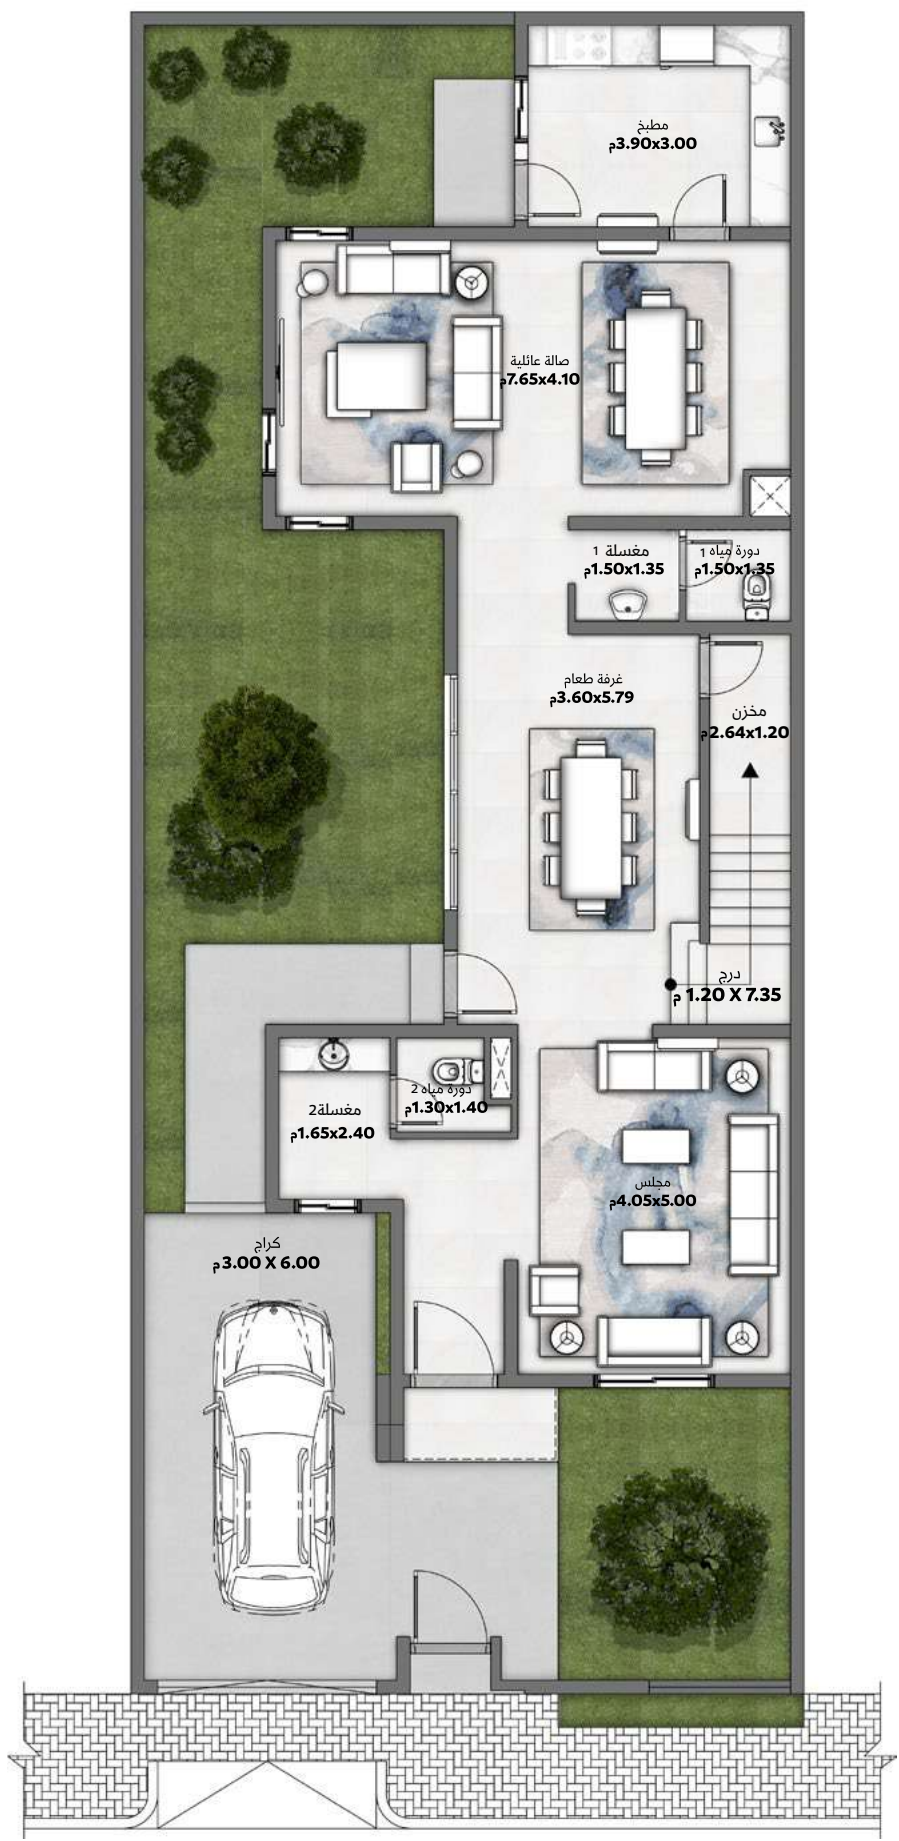 مطبخ
3.90x3.00م
صالة عائلية
7.65x4.10م
مغسلة 1
1.50x1.35م
دورة مياه 1
1.50x1.35م
غرفة طعام
3.60x5.79م
مخزن
2.64x1.20م
درج
1.20 X 7.35 م
دورة مياه 2
1.30x1.40م
مغسلة2
1.65x2.40م
مجلس
4.05x5.00م
كراج
3.00 X 6.00م